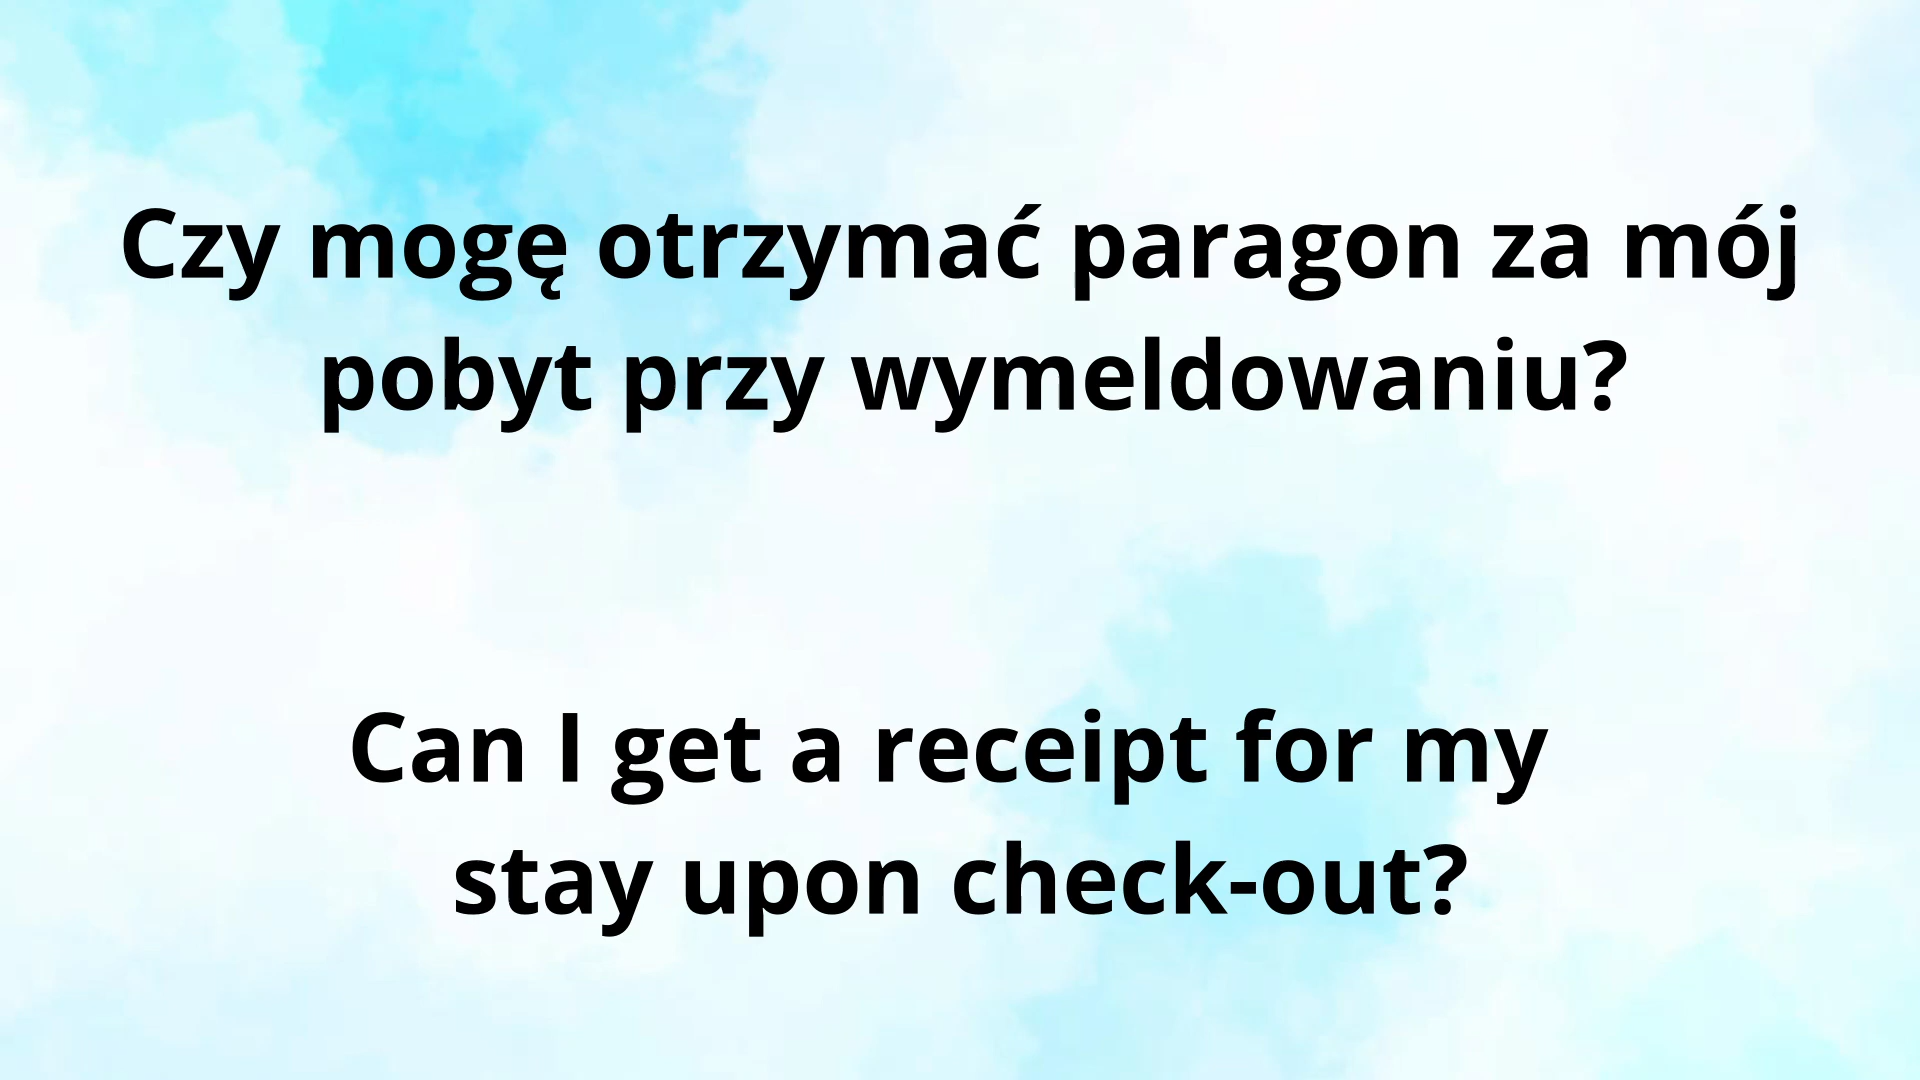 Czy mogę otrzymać paragon za mój
pobyt przy wymeldowaniu?
Can I get a receipt for my
stay upon check-out?